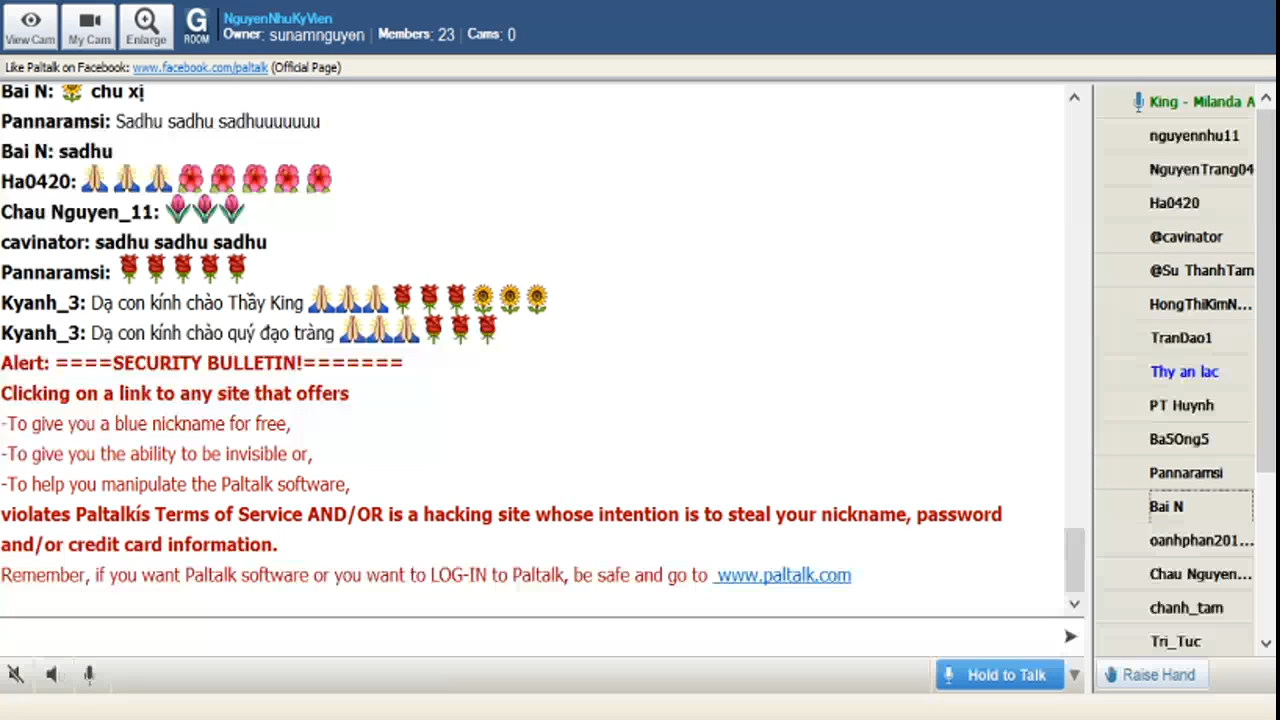 NguyenNhuKyVien
Owner: sunamnguyen | Members: 23 | Cams: 0
View Cam
My Cam
Enlarge
G
ROOM
Like Paltalk on Facebook: www.facebook.com/paltalk (Official Page)
Bai N: chu xị
Pannaramsi: Sadhu sadhu sadhuuuuuuu
Bai N: sadhu
Ha0420:
Chau Nguyen_11:
cavinator: sadhu sadhu sadhu
Pannaramsi:
Kyanh_3: Dạ con kính chào Thầy King
Kyanh_3: Dạ con kính chào quý đạo tràng
Alert: ====SECURITY BULLETIN!=======
Clicking on a link to any site that offers
-To give you a blue nickname for free,
-To give you the ability to be invisible or,
-To help you manipulate the Paltalk software,
violates Paltalkís Terms of Service AND/OR is a hacking site whose intention is to steal your nickname, password
and/or credit card information.
Remember, if you want Paltalk software or you want to LOG-IN to Paltalk, be safe and go to www.paltalk.com
King - Milanda A
nguyennhu11
NguyenTrang04
Ha0420
@cavinator
@Su ThanhTam
HongThiKimN...
TranDao1
Thy an lac
PT Huynh
Ba5Ong5
Pannaramsi
Bai N
oanhphan201...
Chau Nguyen...
chanh_tam
Tri_Tuc
Hold to Talk
Raise Hand